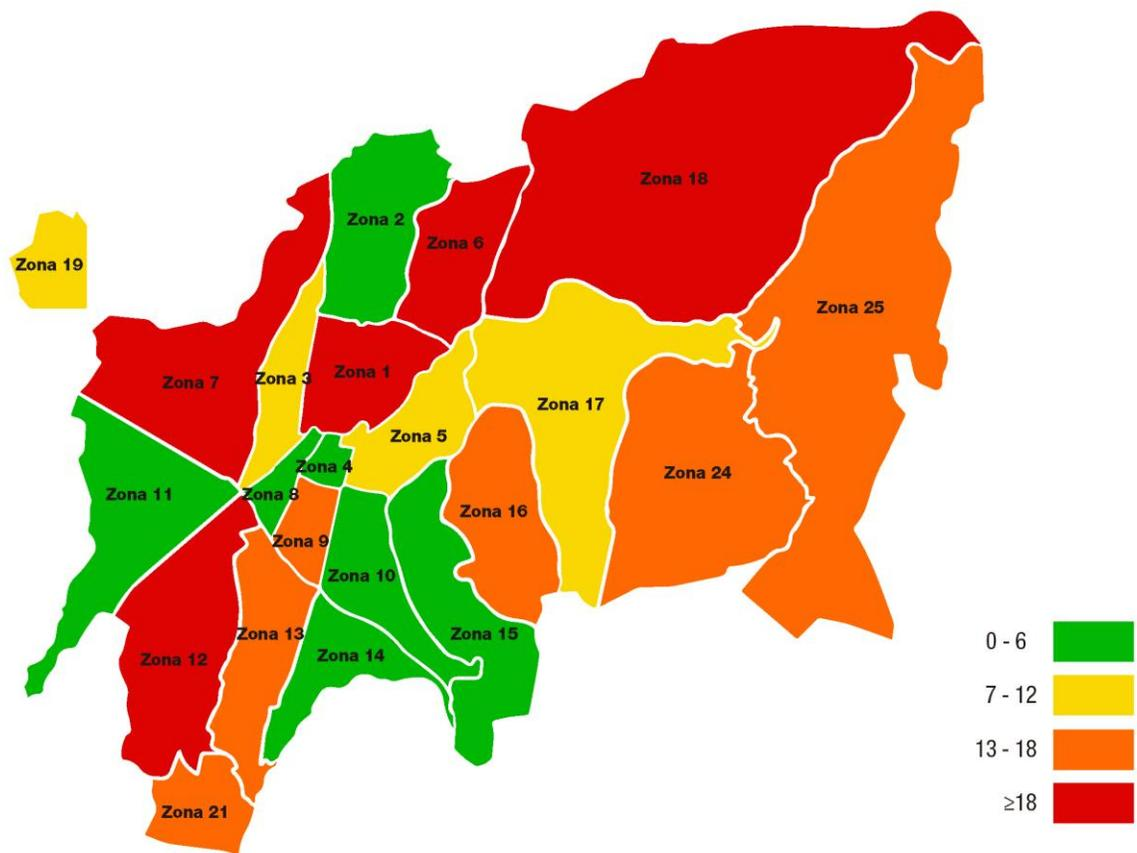 Zona 18
Zona 2
Zona 6
Zona 19
Zona 25
Zona 7
Zona 3
Zona 1
Zona 17
Zona 5
Zona 4
Zona 24
Zona 11
Zona 8
Zona 16
Zona 9
Zona 10
Zona 13
Zona 15
Zona 12
Zona 14
Zona 21
0 - 6
7 - 12
13 - 18
≥18